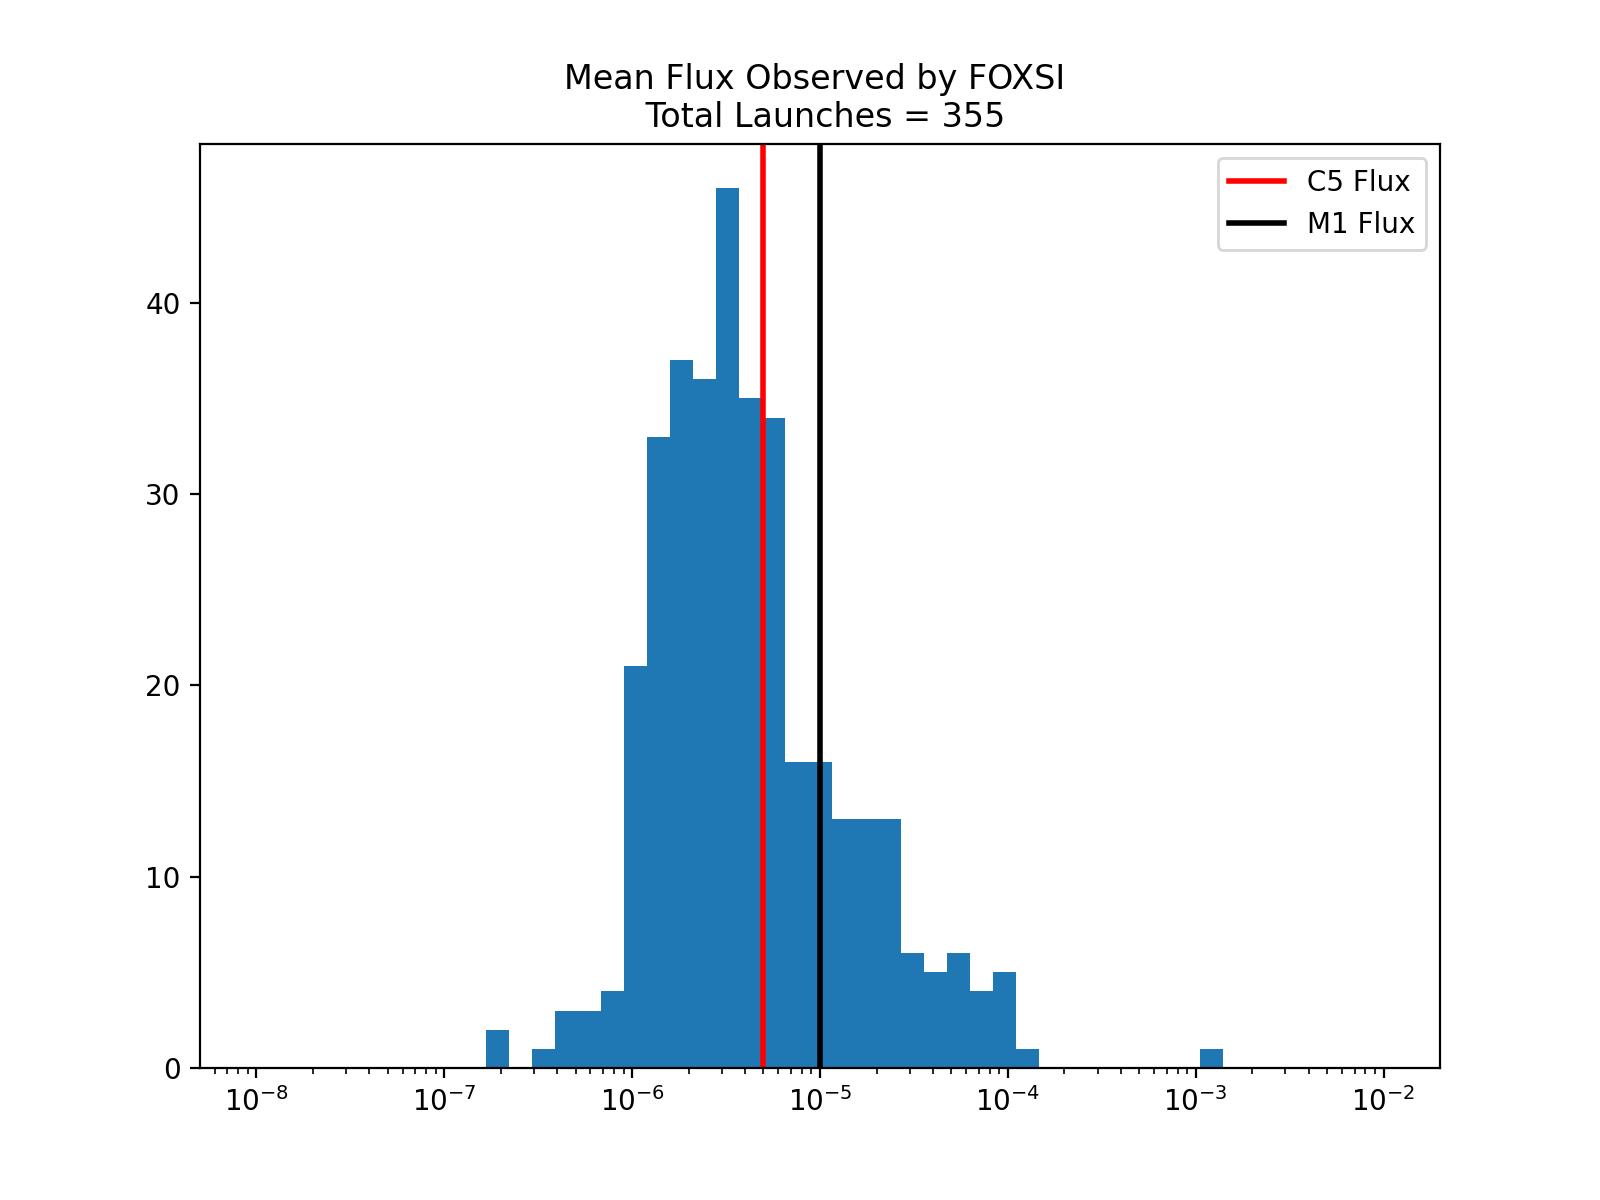 Mean Flux Observed by FOXSI
Total Launches = 355
C5 Flux
M1 Flux
40
30
20
10
0
10⁻⁸ 10⁻⁷ 10⁻⁶ 10⁻⁵ 10⁻⁴ 10⁻³ 10⁻²